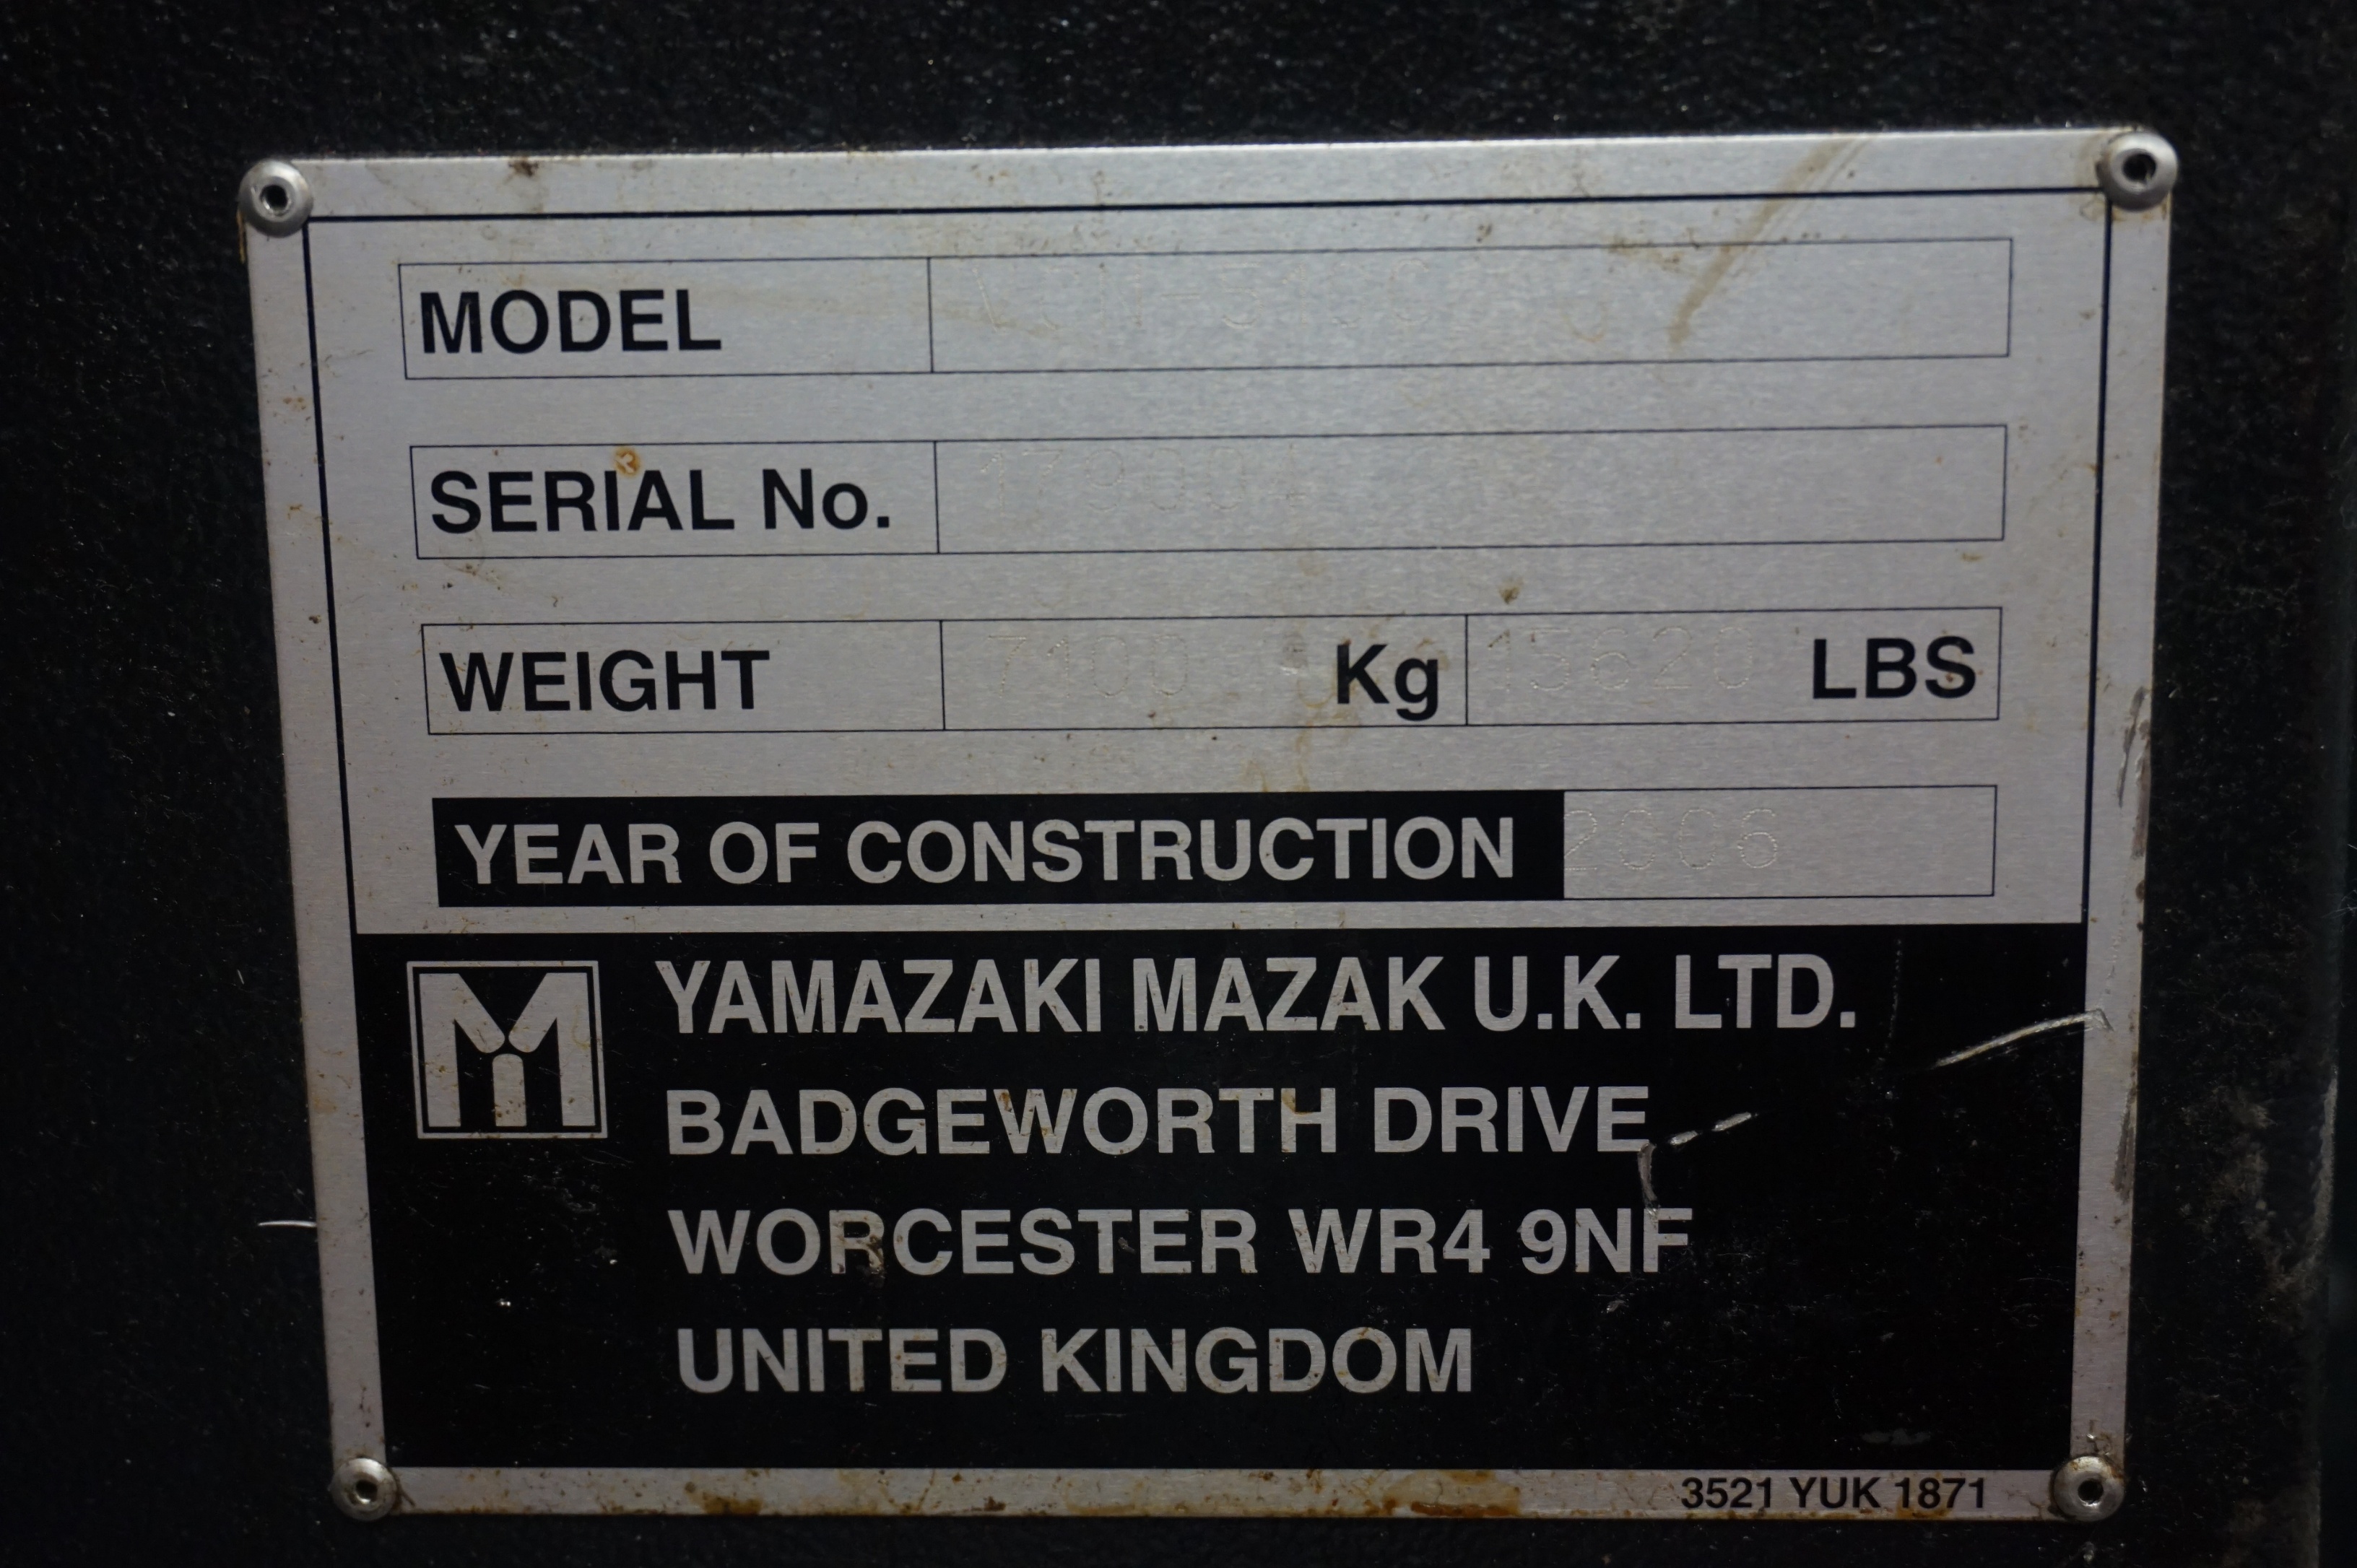 MODEL
SERIAL No.
WEIGHT 7100 Kg 15620 LBS
YEAR OF CONSTRUCTION 2006
YAMAZAKI MAZAK U.K. LTD.
BADGEWORTH DRIVE
WORCESTER WR4 9NF
UNITED KINGDOM
3521 YUK 1871